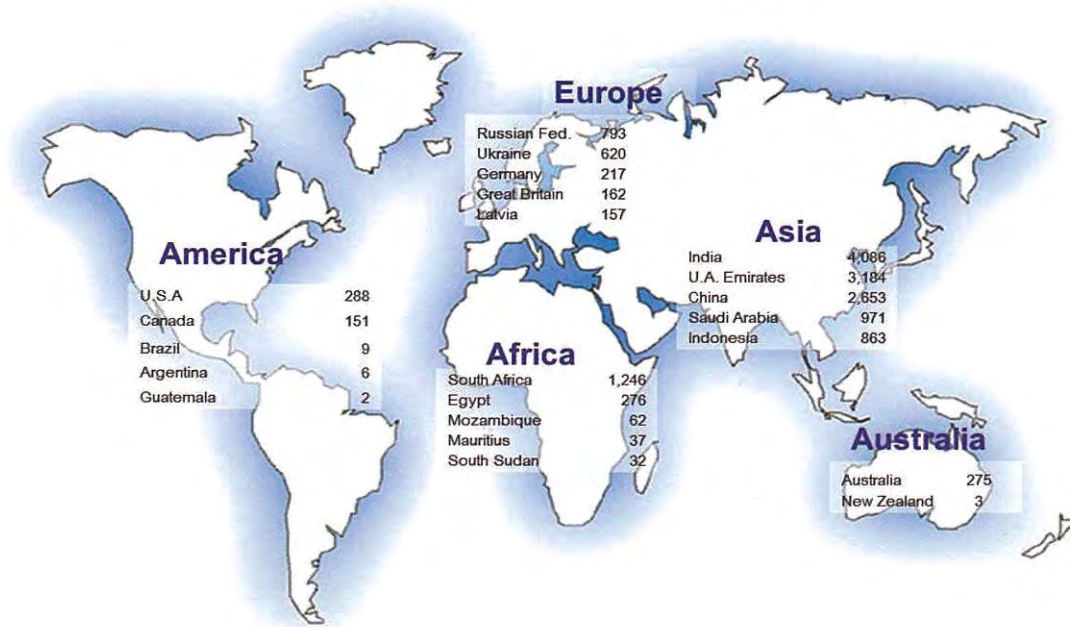 Europe
Russian Fed. 793
Ukraine 620
Germany 217
Great Britain 162
Latvia 157
America
U.S.A 288
Canada 151
Brazil 9
Argentina 6
Guatemala 2
Asia
India 4,086
U.A. Emirates 3,184
China 2,653
Saudi Arabia 971
Indonesia 863
Africa
South Africa 1,246
Egypt 276
Mozambique 62
Mauritius 37
South Sudan 32
Australia
Australia 275
New Zealand 3